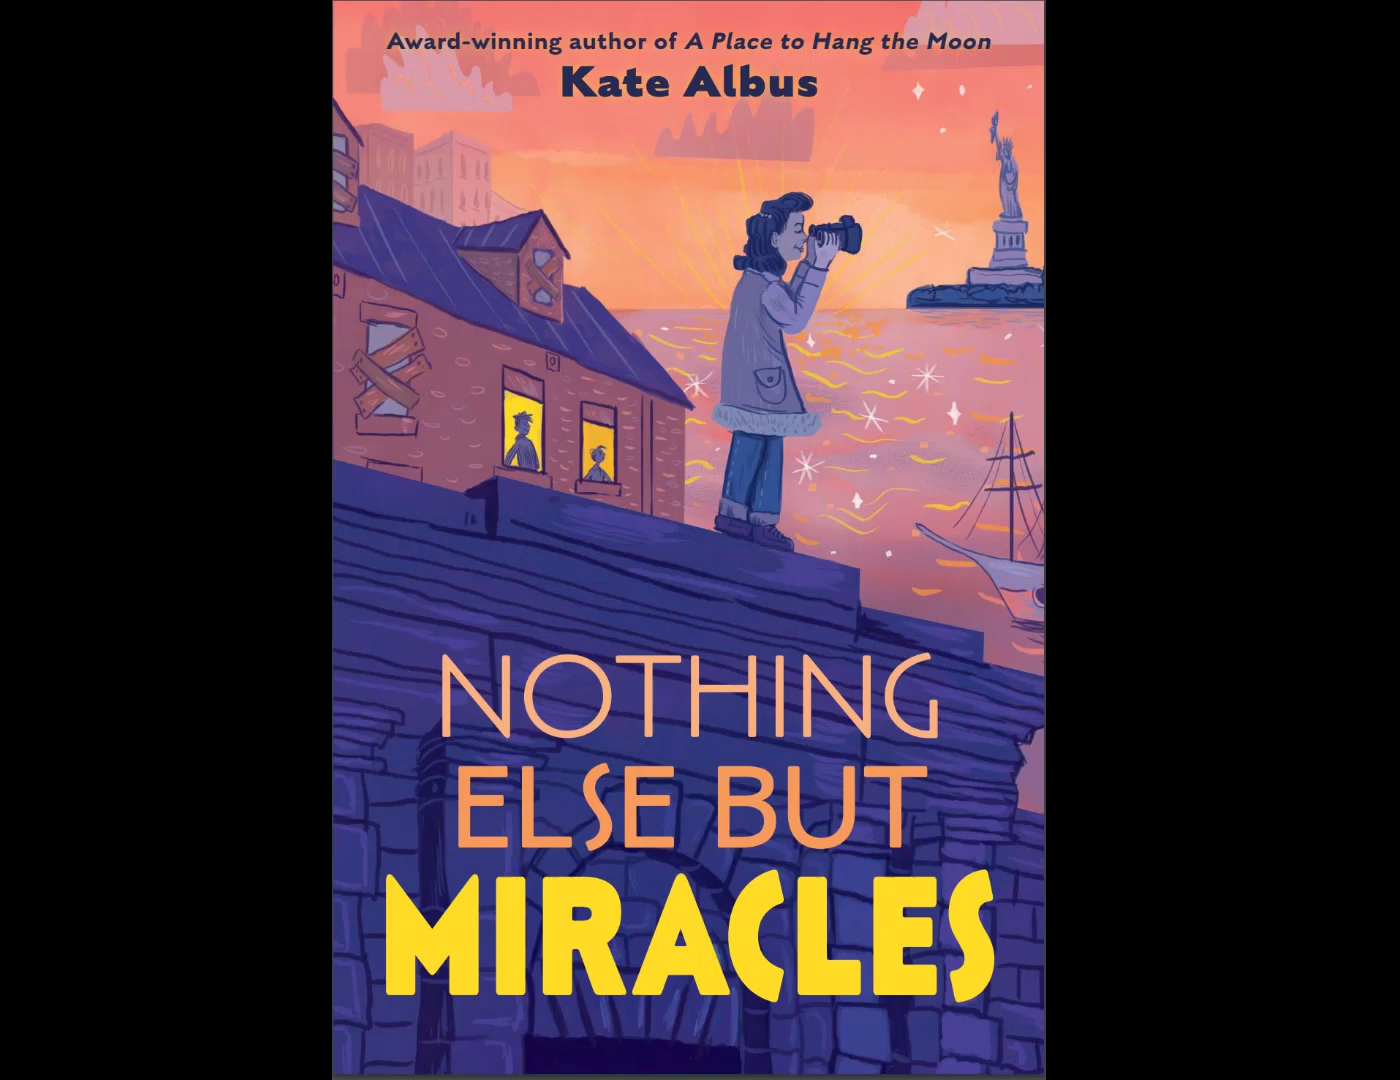 Award-winning author of A Place to Hang the Moon
Kate Albus
NOTHING
ELSE BUT
MIRACLES